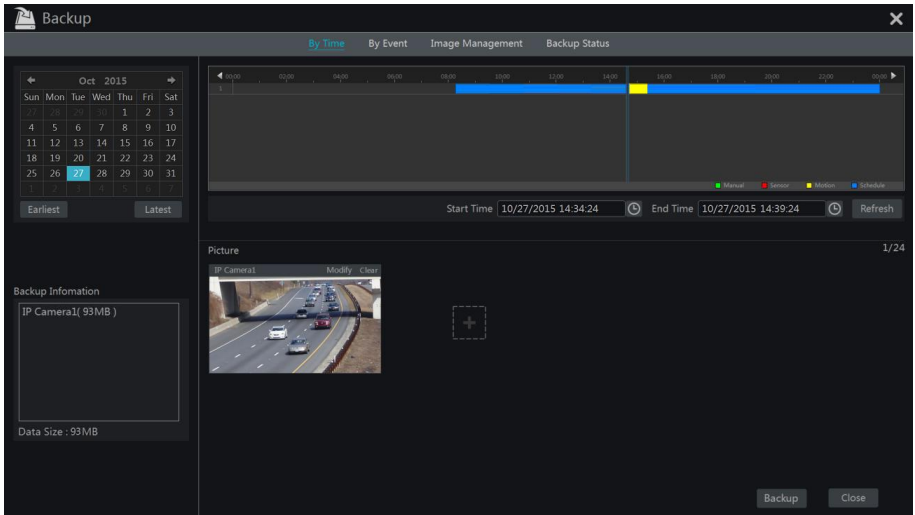 Backup
By Time By Event Image Management Backup Status
Oct 2015
Sun Mon Tue Wed Thu Fri Sat
27 28 29 30 1 2 3
4 5 6 7 8 9 10
11 12 13 14 15 16 17
18 19 20 21 22 23 24
25 26 27 28 29 30 31
1 2 3 4 5 6 7
Earliest Latest
00:00 02:00 04:00 06:00 08:00 10:00 12:00 14:00 16:00 18:00 20:00 22:00 00:00
1
Manual Sensor Motion Schedule
Start Time 10/27/2015 14:34:24 End Time 10/27/2015 14:39:24 Refresh
Picture 1/24
IP Camera1 Modify Clear
Backup Infomation
IP Camera1( 93MB )
Data Size : 93MB
Backup Close